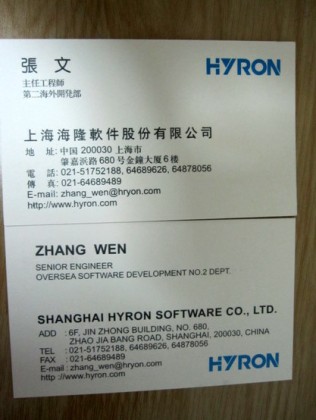 張 文
HYRON
主任工程師
第二海外開発部
上海海隆軟件股份有限公司
地 址: 中国 200030 上海市
肇嘉浜路 680 号金鐘大厦 6 楼
電 話: 021-51752188, 64689626, 64878056
傳 真: 021-64689489
E-mail: zhang_wen@hryon.com
http://www.hyron.com
ZHANG WEN
SENIOR ENGINEER
OVERSEA SOFTWARE DEVELOPMENT NO.2 DEPT.
SHANGHAI HYRON SOFTWARE CO., LTD.
ADD : 6F, JIN ZHONG BUILDING, NO. 680,
ZHAO JIA BANG ROAD, SHANGHAI, 200030, CHINA
TEL : 021-51752188, 64689626, 64878056
FAX : 021-64689489
E-mail : zhang_wen@hryon.com
http://www.hyron.com
HYRON